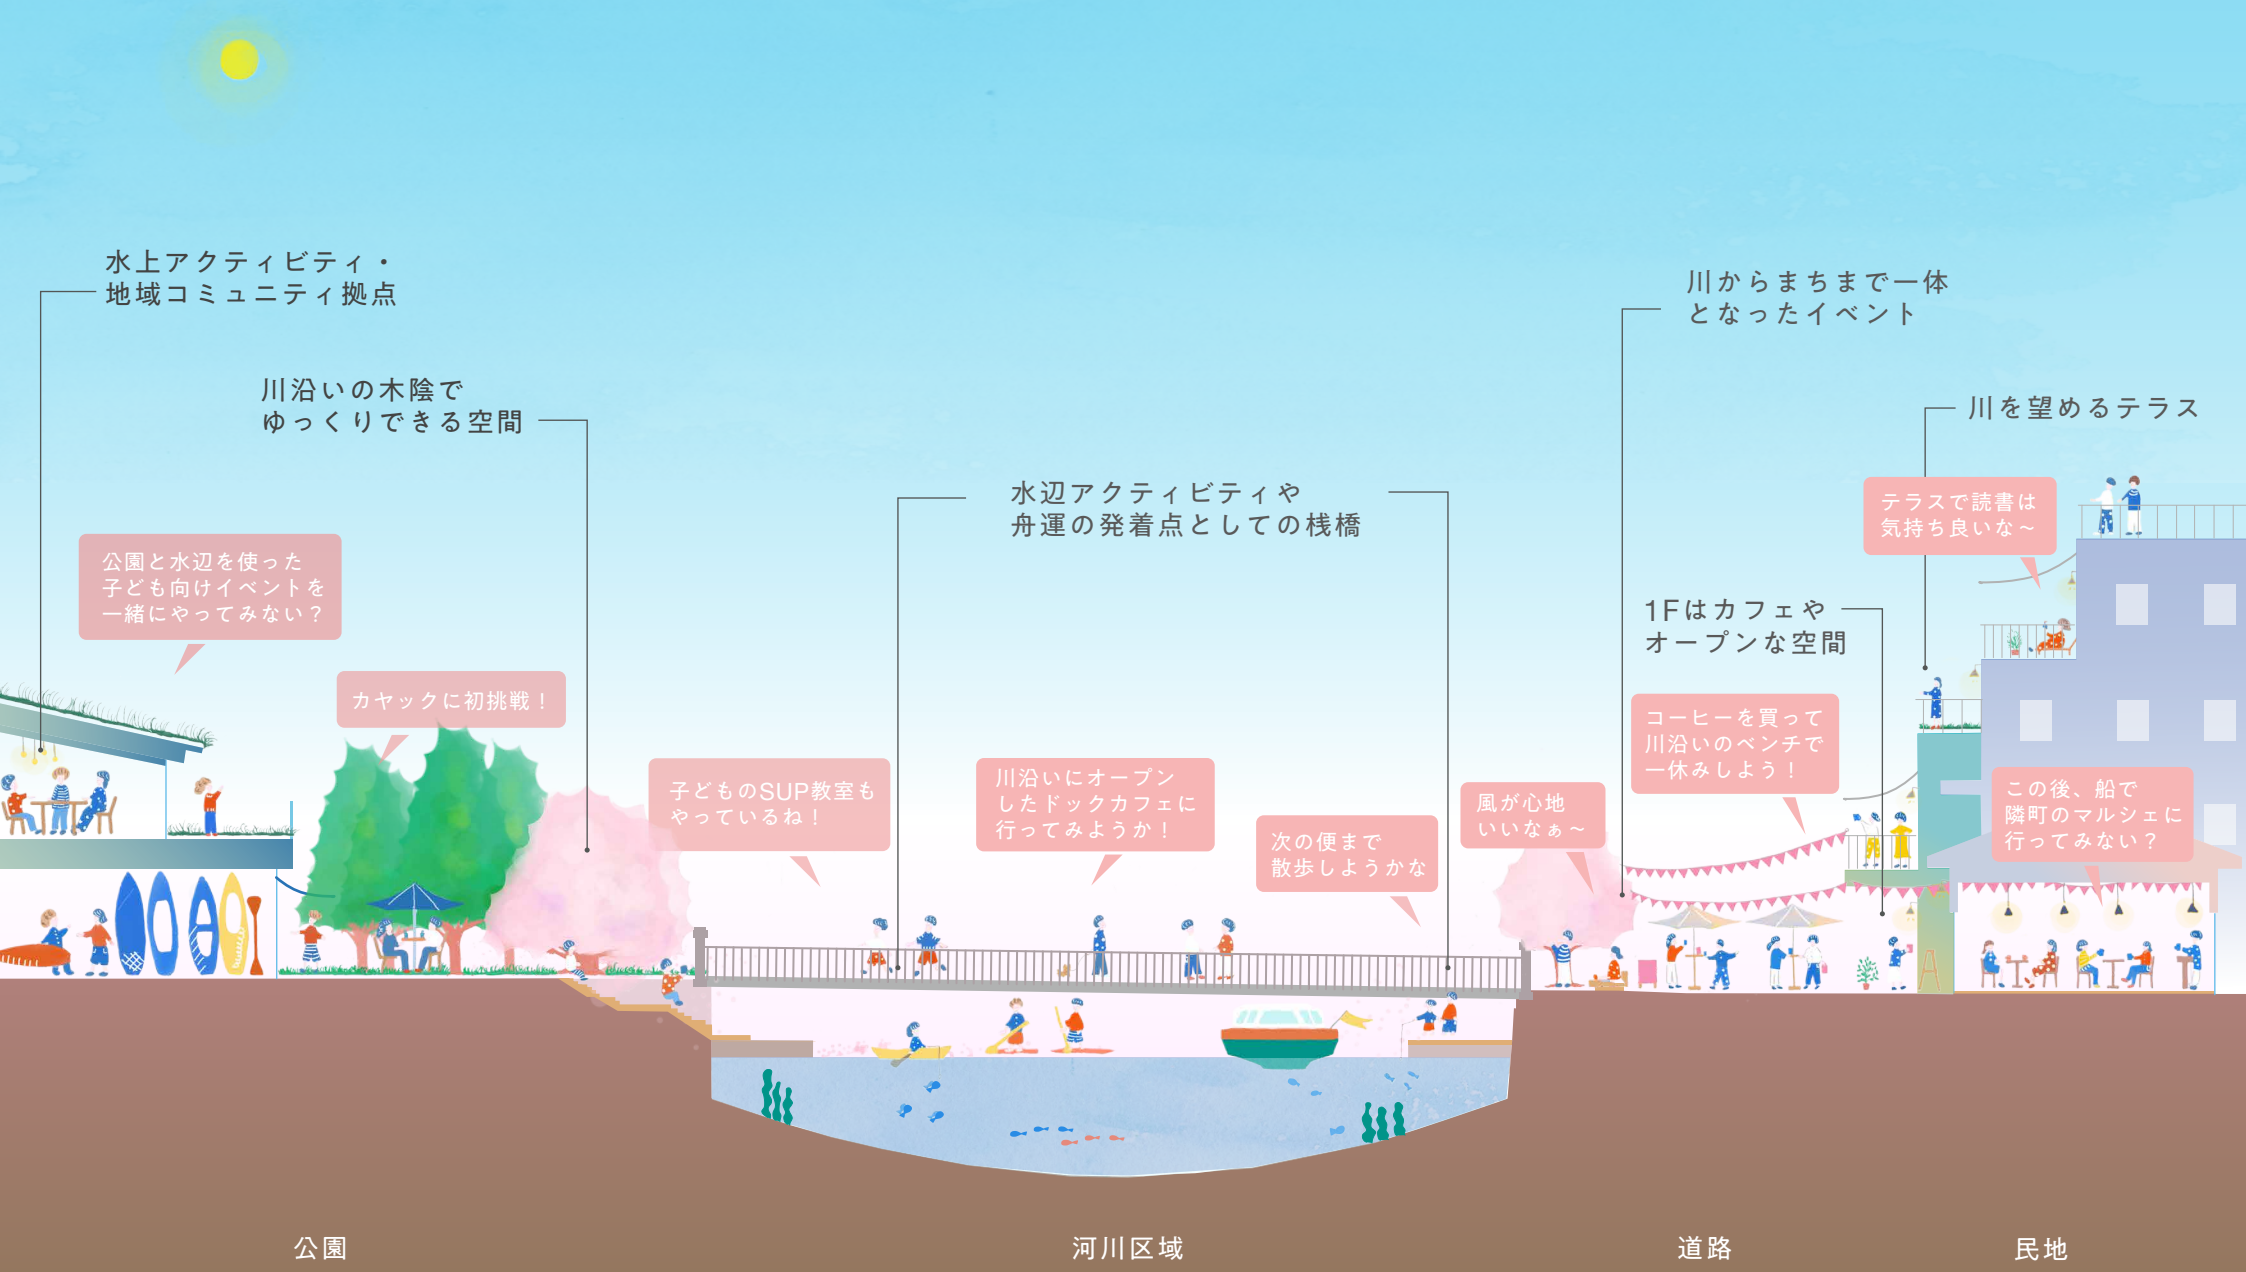 水上アクティビティ・
地域コミュニティ拠点
川沿いの木陰で
ゆっくりできる空間
公園と水辺を使った
子ども向けイベントを
一緒にやってみない？
カヤックに初挑戦！
子どものSUP教室も
やっているね！
水辺アクティビティや
舟運の発着点としての桟橋
川沿いにオープン
したドックカフェに
行ってみようか！
次の便まで
散歩しようかな
風が心地
いいなぁ～
川からまちまで一体
となったイベント
川を望めるテラス
テラスで読書は
気持ち良いな～
1Fはカフェや
オープンな空間
コーヒーを買って
川沿いのベンチで
一休みしよう！
この後、船で
隣町のマルシェに
行ってみない？
公園
河川区域
道路
民地